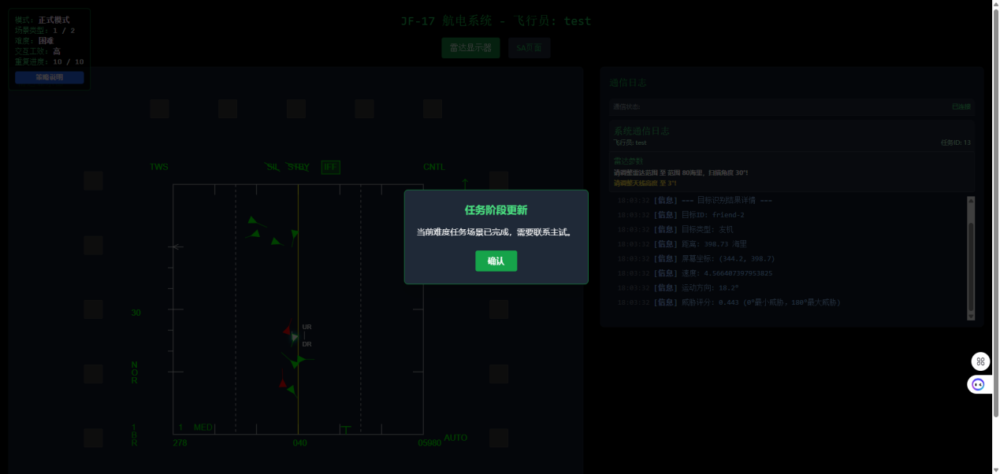 模式: 正式模式
场景类型: 1 / 2
难度: 困难
交互工效: 高
重复进度: 10 / 10
策略说明
JF-17 航电系统 - 飞行员: test
雷达显示器
SA页面
TWS
SIL
STBY
IFF
CNTL
30
UR
DR
NOR
1BR
1
MED
278
040
05980
AUTO
任务阶段更新
当前难度任务场景已完成，需要联系主试。
确认
通信日志
通信状态:
已连接
系统通信日志
飞行员: test
任务ID: 13
雷达参数
请调整雷达范围 至 范围 80海里，扫描角度 30°!
请调整天线高度 至 3°!
18:03:32 [信息] --- 目标识别结果详情 ---
18:03:32 [信息] 目标ID: friend-2
18:03:32 [信息] 目标类型: 友机
18:03:32 [信息] 距离: 398.73 海里
18:03:32 [信息] 屏幕坐标: (344.2, 398.7)
18:03:32 [信息] 速度: 4.566407397953825
18:03:32 [信息] 运动方向: 18.2°
18:03:32 [信息] 威胁评分: 0.443 (0°最小威胁，180°最大威胁)